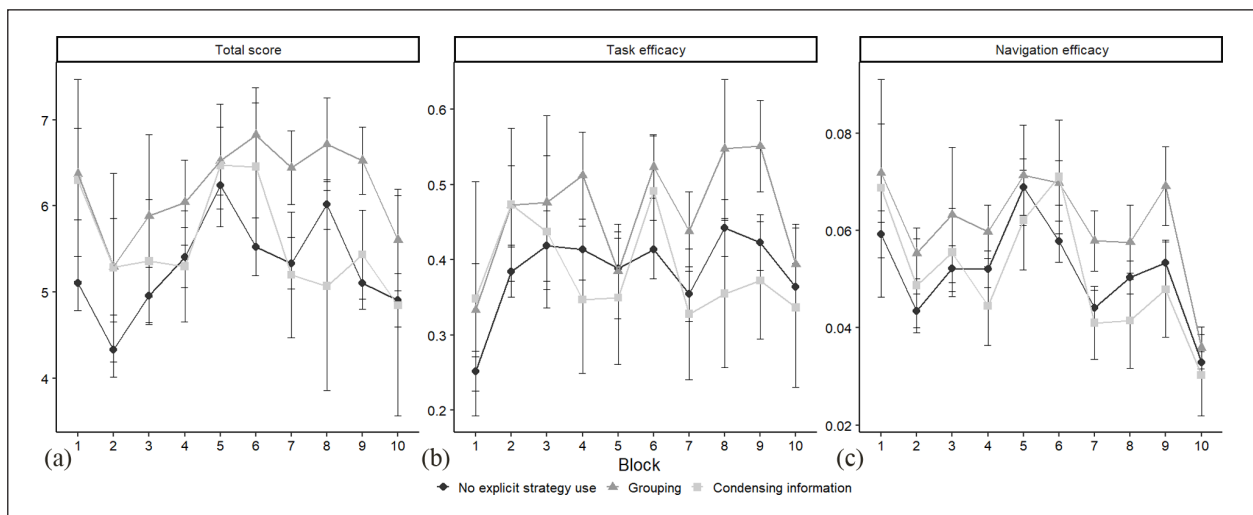 Total score
Task efficacy
Navigation efficacy
7
6
5
4
0.6
0.5
0.4
0.3
0.2
0.08
0.06
0.04
0.02
1 2 3 4 5 6 7 8 9 10
1 2 3 4 5 6 7 8 9 10
1 2 3 4 5 6 7 8 9 10
(a) (b) (c)
Block
No explicit strategy use Grouping Condensing information